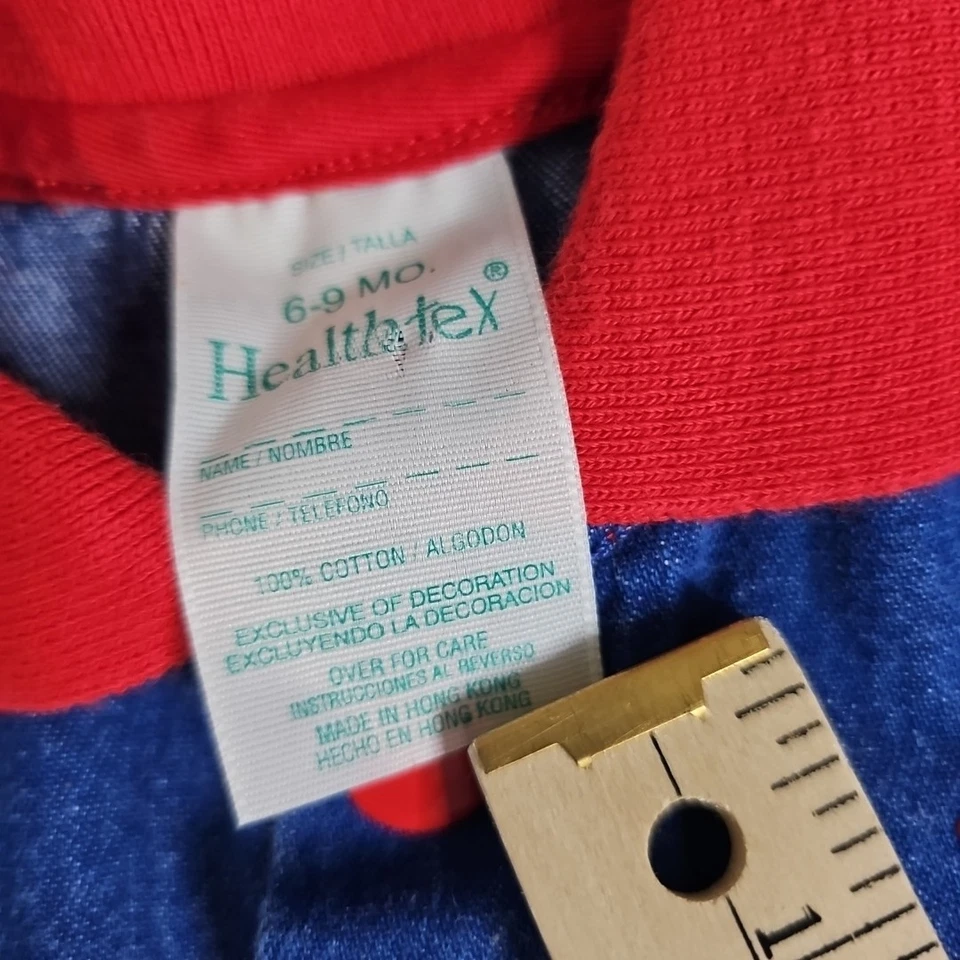 SIZE / TALLA
6-9 MO.
Healthtex®
NAME / NOMBRE
PHONE / TELEFONO
100% COTTON / ALGODON
EXCLUSIVE OF DECORATION
EXCLUYENDO LA DECORACION
OVER FOR CARE
INSTRUCCIONES AL REVERSO
MADE IN HONG KONG
HECHO EN HONG KONG
1